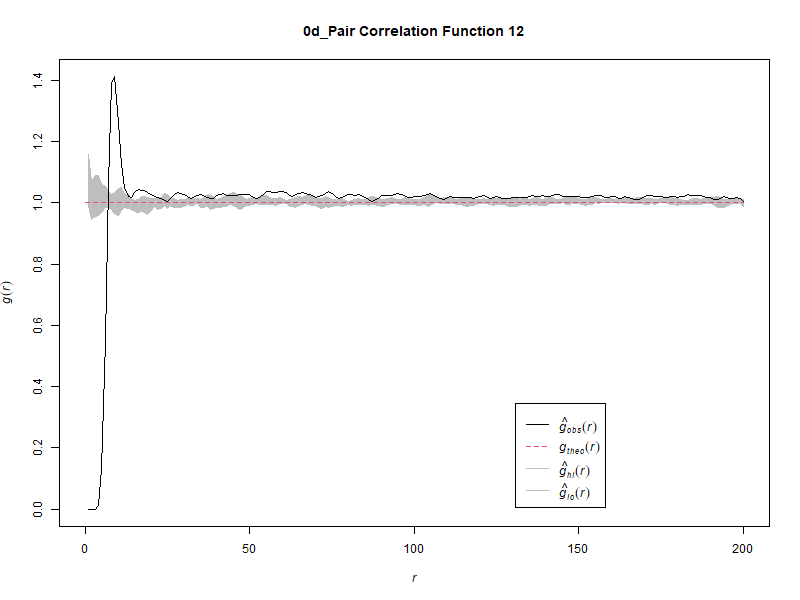 0d_Pair Correlation Function 12
g(r)
1.4
1.2
1.0
0.8
0.6
0.4
0.2
0.0
ĝobs(r)
gtheo(r)
ĝhi(r)
ĝlo(r)
0 50 100 150 200
r